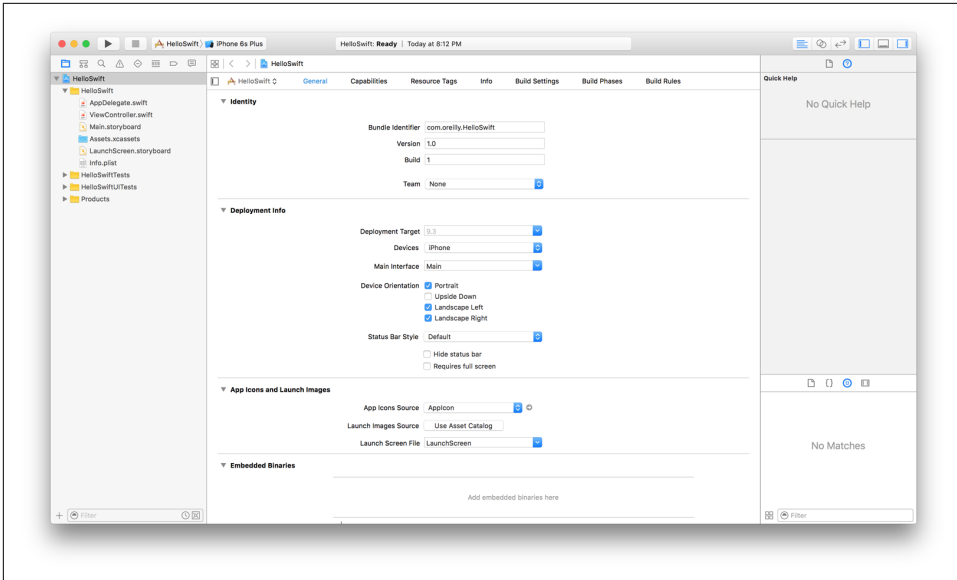 HelloSwift
iPhone 6s Plus
HelloSwift: Ready | Today at 8:12 PM
HelloSwift
HelloSwift
HelloSwift
AppDelegate.swift
ViewController.swift
Main.storyboard
Assets.xcassets
LaunchScreen.storyboard
Info.plist
HelloSwiftTests
HelloSwiftUITests
Products
Filter
HelloSwift
General
Capabilities
Resource Tags
Info
Build Settings
Build Phases
Build Rules
Identity
Bundle Identifier com.oreilly.HelloSwift
Version 1.0
Build 1
Team None
Deployment Info
Deployment Target 9.3
Devices iPhone
Main Interface Main
Device Orientation Portrait
Upside Down
Landscape Left
Landscape Right
Status Bar Style Default
Hide status bar
Requires full screen
App Icons and Launch Images
App Icons Source AppIcon
Launch Images Source Use Asset Catalog
Launch Screen File LaunchScreen
Embedded Binaries
Add embedded binaries here
Quick Help
No Quick Help
No Matches
Filter